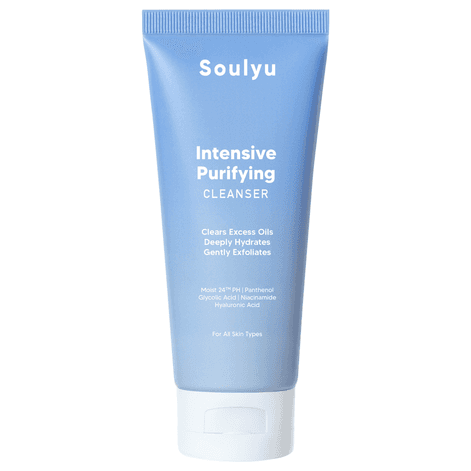 Soulyu
Intensive
Purifying
CLEANSER
Clears Excess Oils
Deeply Hydrates
Gently Exfoliates
Moist 24™ PH | Panthenol
Glycolic Acid | Niacinamide
Hyaluronic Acid
For All Skin Types